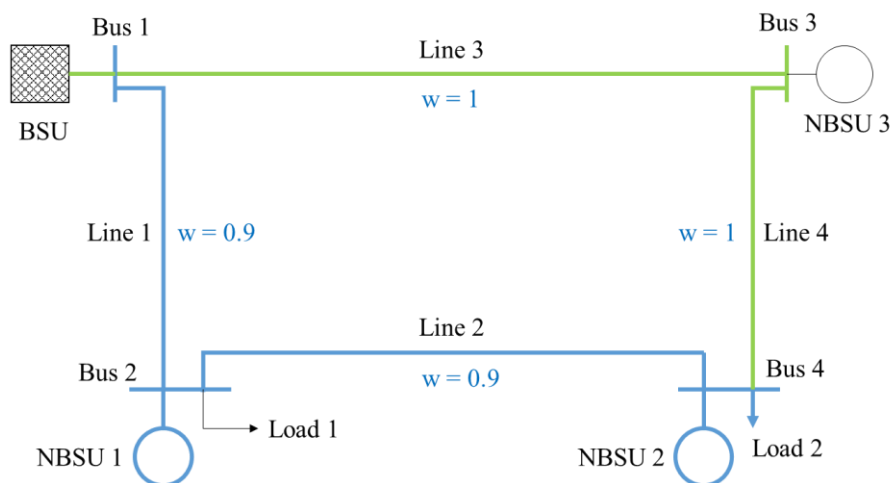 Bus 1
Line 3
Bus 3
w = 1
BSU
NBSU 3
Line 1
w = 0.9
w = 1
Line 4
Line 2
Bus 2
w = 0.9
Bus 4
Load 1
NBSU 1
NBSU 2
Load 2